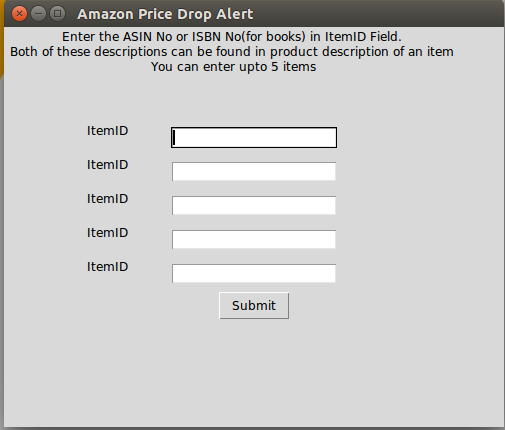 Amazon Price Drop Alert
Enter the ASIN No or ISBN No(for books) in ItemID Field.
Both of these descriptions can be found in product description of an item
You can enter upto 5 items
ItemID
ItemID
ItemID
ItemID
ItemID
Submit